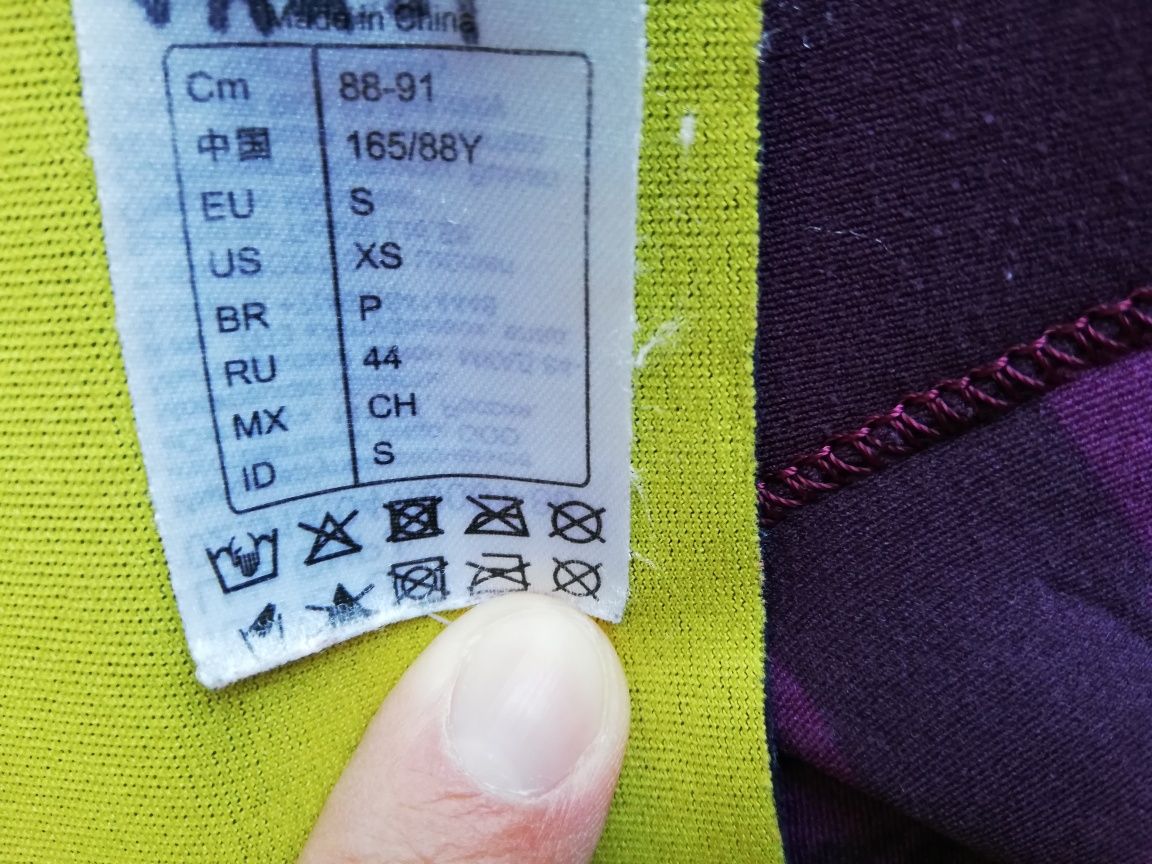 Made in China
Cm 88-91
中国 165/88Y
EU S
US XS
BR P
RU 44
MX CH
ID S